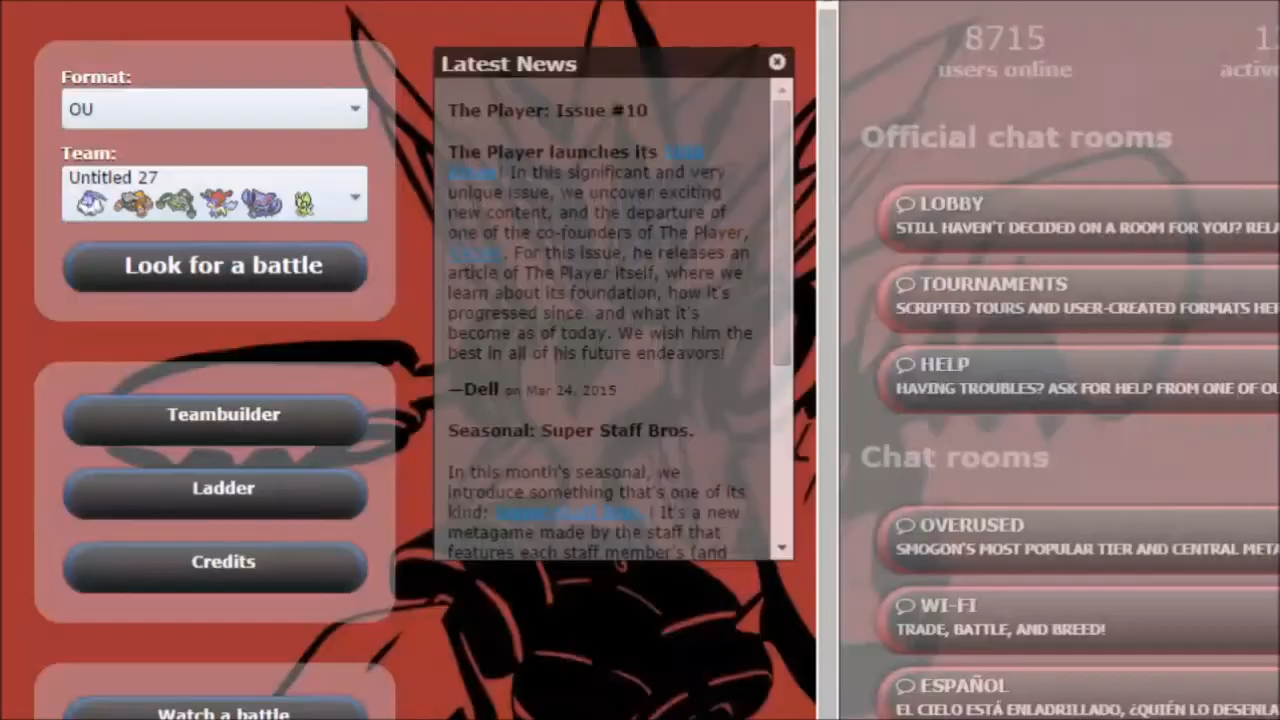 Format:
OU
Team:
Untitled 27
Look for a battle
Teambuilder
Ladder
Credits
Watch a battle
Latest News
The Player: Issue #10
The Player launches its
! In this significant and very
unique issue, we uncover exciting
new content, and the departure of
one of the co-founders of The Player,
. For this issue, he releases an
article of The Player itself, where we
learn about its foundation, how it's
progressed since, and what it's
become as of today. We wish him the
best in all of his future endeavors!
—Dell on Mar 24, 2015
Seasonal: Super Staff Bros.
In this month's seasonal, we
introduce something that's one of its
kind: ! It's a new
metagame made by the staff that
features each staff member's (and
8715
users online
Official chat rooms
LOBBY
STILL HAVEN'T DECIDED ON A ROOM FOR YOU?
TOURNAMENTS
SCRIPTED TOURS AND USER-CREATED FORMATS
HELP
HAVING TROUBLES? ASK FOR HELP FROM ONE OF
Chat rooms
OVERUSED
SMOGON'S MOST POPULAR TIER AND CENTRAL
WI-FI
TRADE, BATTLE, AND BREED!
ESPAÑOL
EL CIELO ESTÁ ENLADRILLADO, ¿QUIÉN LO